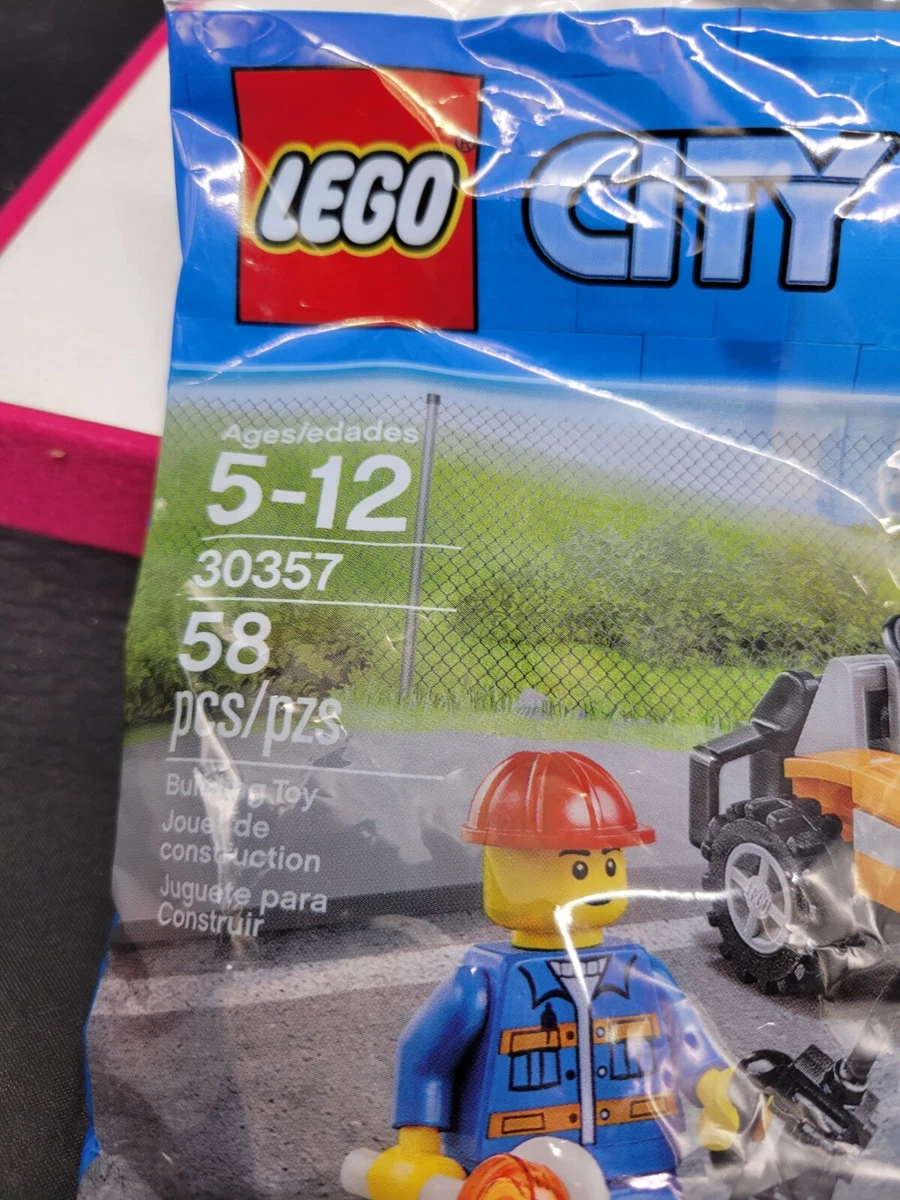 LEGO®
CITY
Ages/edades
5-12
30357
58
pcs/pzs
Building Toy
Jouet de
construction
Juguete para
Construir